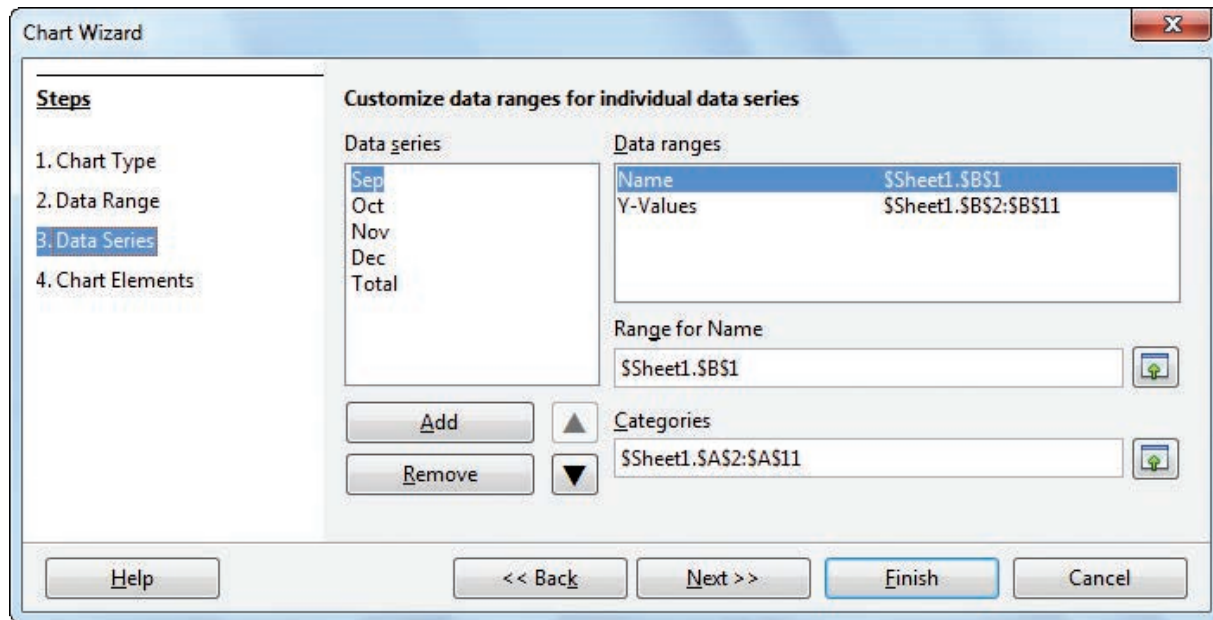 Chart Wizard
X
Steps
1. Chart Type
2. Data Range
3. Data Series
4. Chart Elements
Customize data ranges for individual data series
Data series
Sep
Oct
Nov
Dec
Total
Add
Remove
Data ranges
Name $Sheet1.$B$1
Y-Values $Sheet1.$B$2:$B$11
Range for Name
$Sheet1.$B$1
Categories
$Sheet1.$A$2:$A$11
Help
<< Back
Next >>
Finish
Cancel